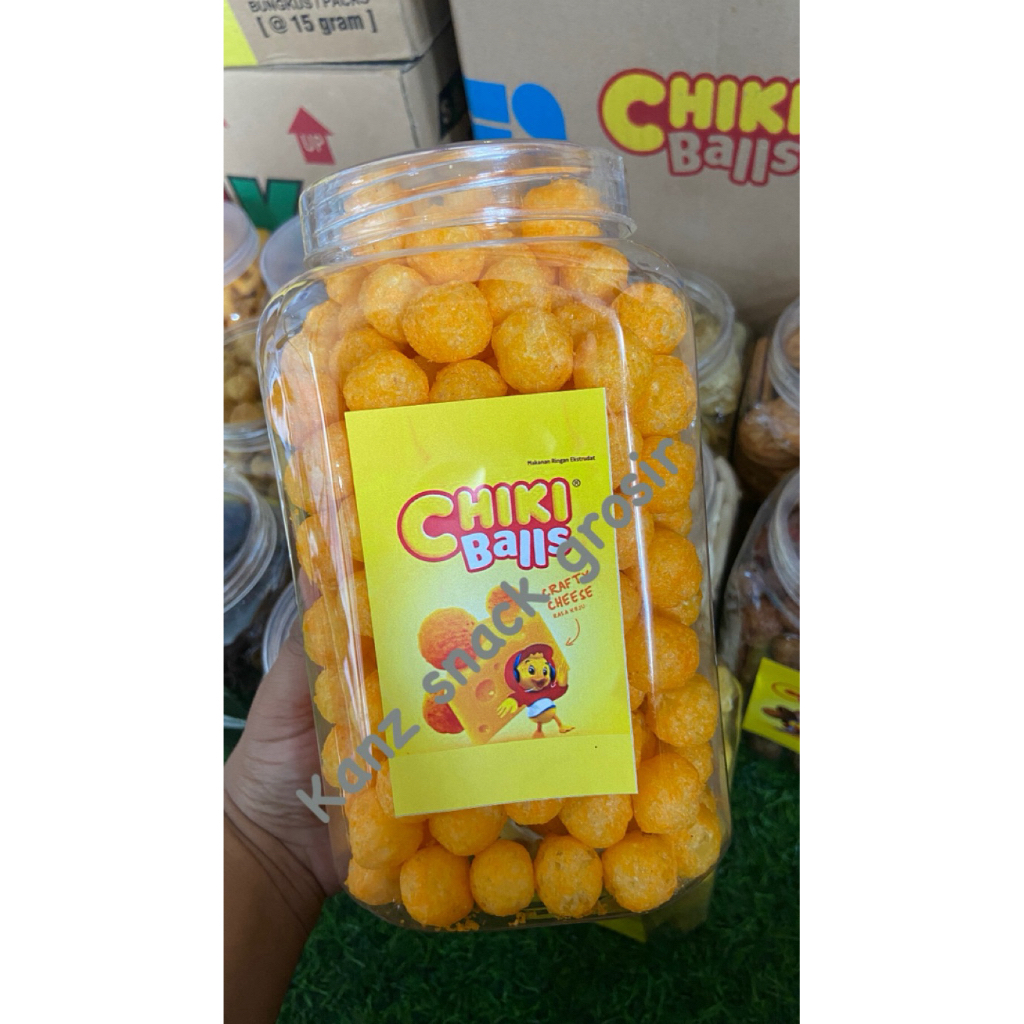 BUNGKUS / PACKS
[ @ 15 gram ]
UP
CHIKI
Balls
Makanan Ringan Ekstrudat
CHIKI®
Balls
CRAFTY
CHEESE
RASA KEJU
Kanz snack grosir